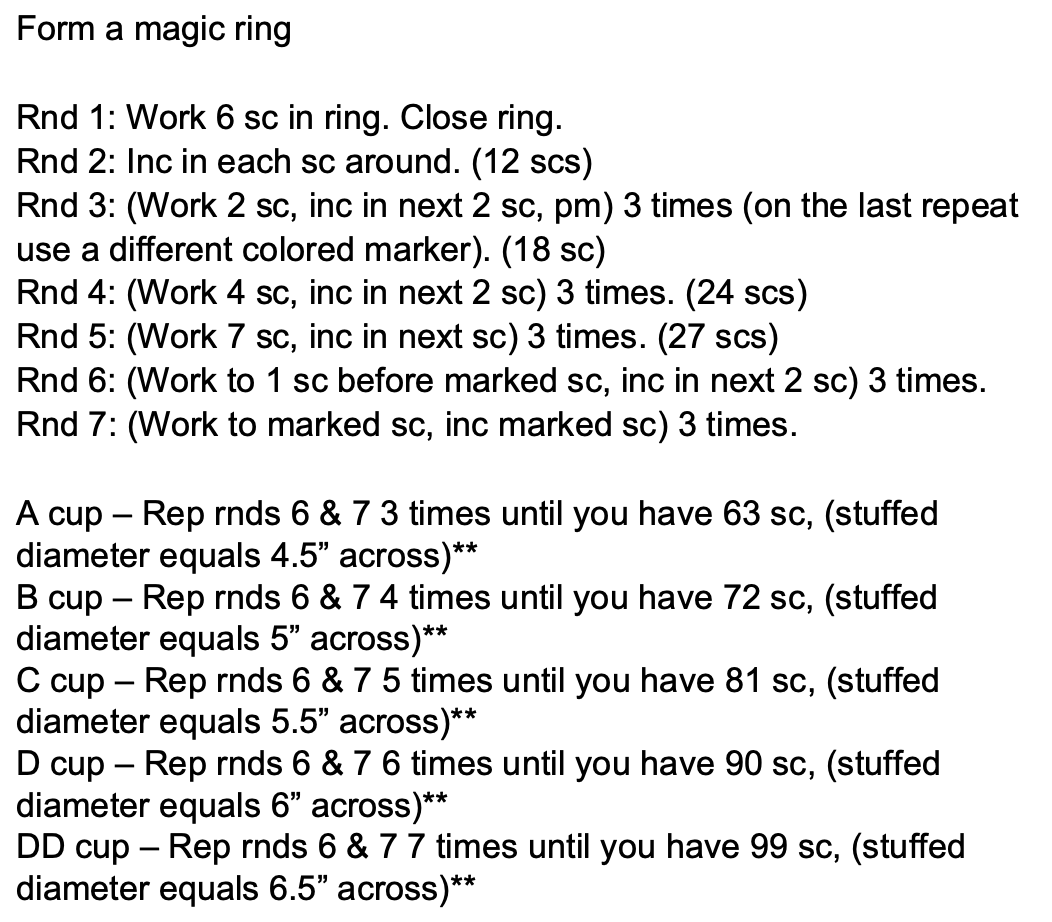 Form a magic ring
Rnd 1: Work 6 sc in ring. Close ring.
Rnd 2: Inc in each sc around. (12 scs)
Rnd 3: (Work 2 sc, inc in next 2 sc, pm) 3 times (on the last repeat
use a different colored marker). (18 sc)
Rnd 4: (Work 4 sc, inc in next 2 sc) 3 times. (24 scs)
Rnd 5: (Work 7 sc, inc in next sc) 3 times. (27 scs)
Rnd 6: (Work to 1 sc before marked sc, inc in next 2 sc) 3 times.
Rnd 7: (Work to marked sc, inc marked sc) 3 times.
A cup – Rep rnds 6 & 7 3 times until you have 63 sc, (stuffed
diameter equals 4.5” across)**
B cup – Rep rnds 6 & 7 4 times until you have 72 sc, (stuffed
diameter equals 5” across)**
C cup – Rep rnds 6 & 7 5 times until you have 81 sc, (stuffed
diameter equals 5.5” across)**
D cup – Rep rnds 6 & 7 6 times until you have 90 sc, (stuffed
diameter equals 6” across)**
DD cup – Rep rnds 6 & 7 7 times until you have 99 sc, (stuffed
diameter equals 6.5” across)**